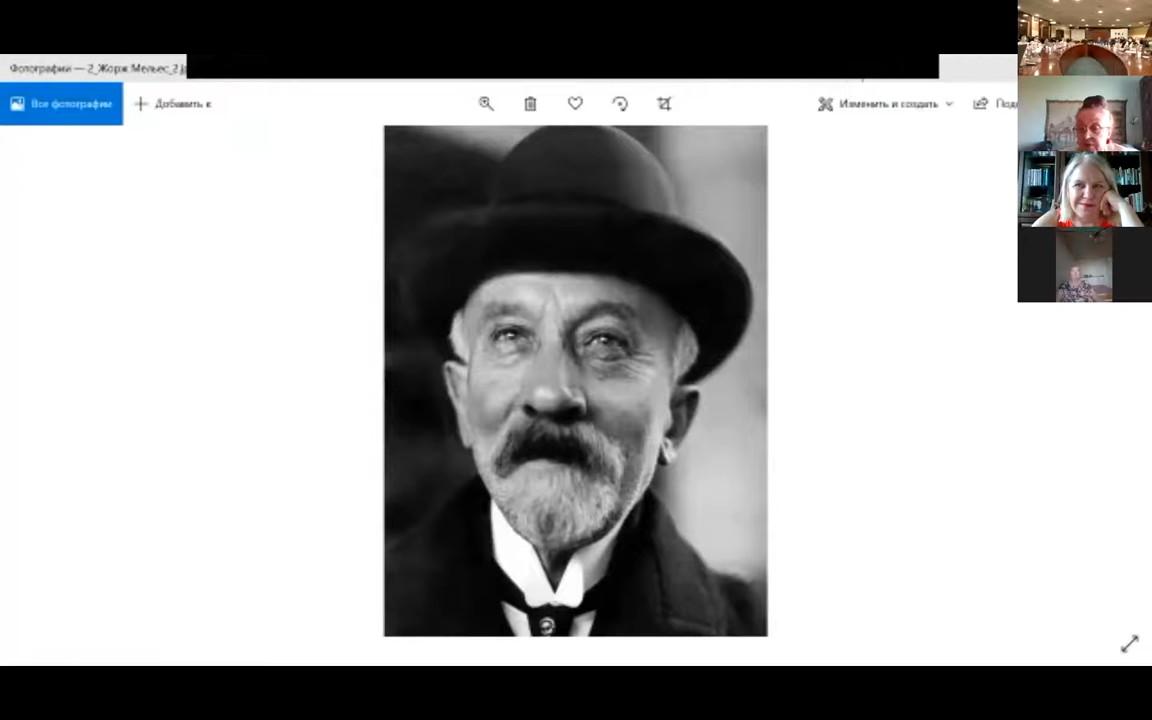 Фотографии — 2_Жорж Мельес_2.j
Все фотографии
Добавить к
Изменить и создать